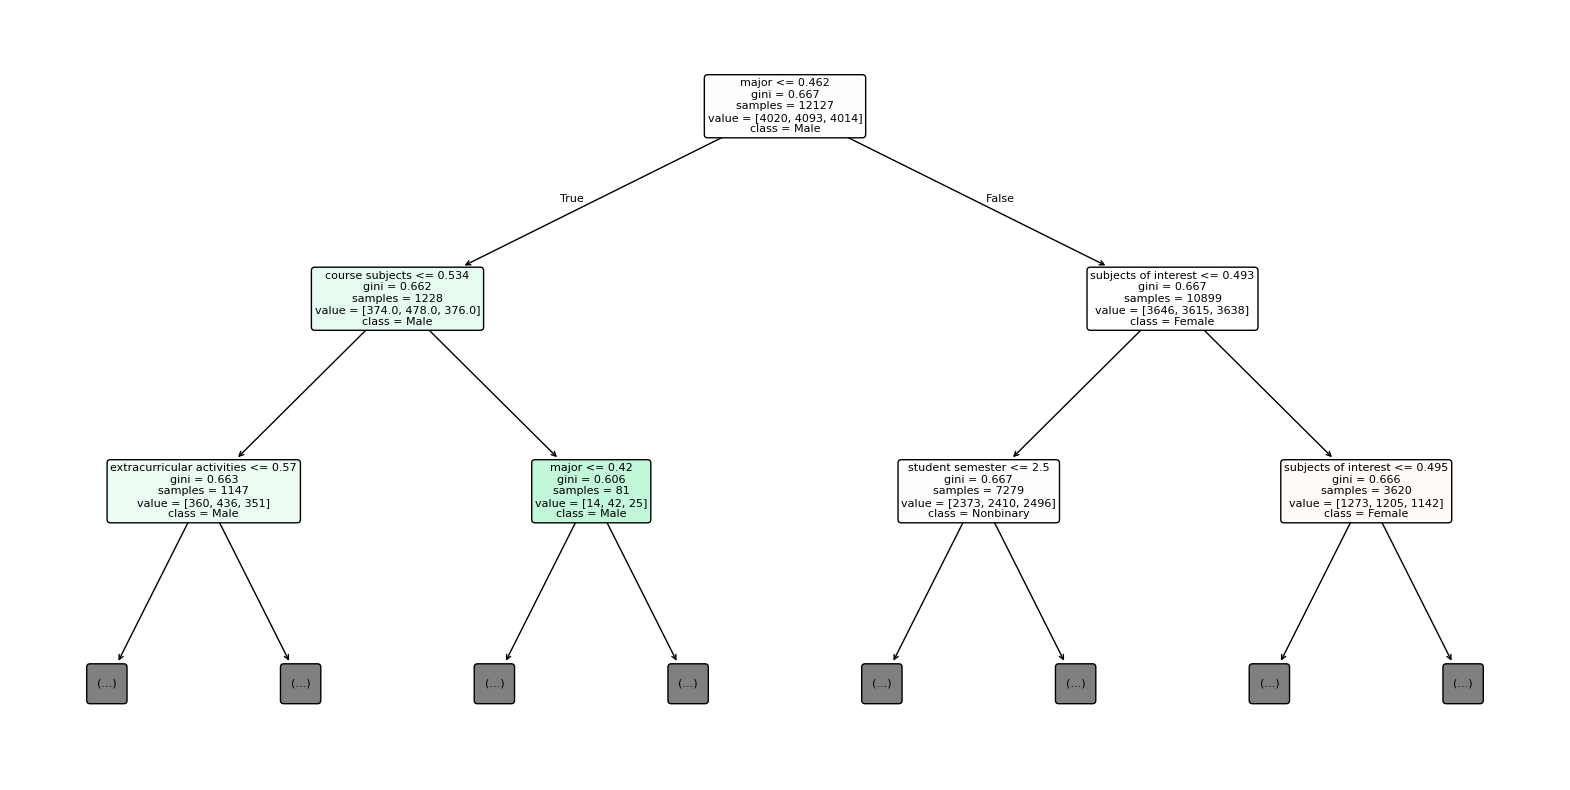 major <= 0.462
gini = 0.667
samples = 12127
value = [4020, 4093, 4014]
class = Male
True
False
course subjects <= 0.534
gini = 0.662
samples = 1228
value = [374.0, 478.0, 376.0]
class = Male
subjects of interest <= 0.493
gini = 0.667
samples = 10899
value = [3646, 3615, 3638]
class = Female
extracurricular activities <= 0.57
gini = 0.663
samples = 1147
value = [360, 436, 351]
class = Male
major <= 0.42
gini = 0.606
samples = 81
value = [14, 42, 25]
class = Male
student semester <= 2.5
gini = 0.667
samples = 7279
value = [2373, 2410, 2496]
class = Nonbinary
subjects of interest <= 0.495
gini = 0.666
samples = 3620
value = [1273, 1205, 1142]
class = Female
(...)
(...)
(...)
(...)
(...)
(...)
(...)
(...)